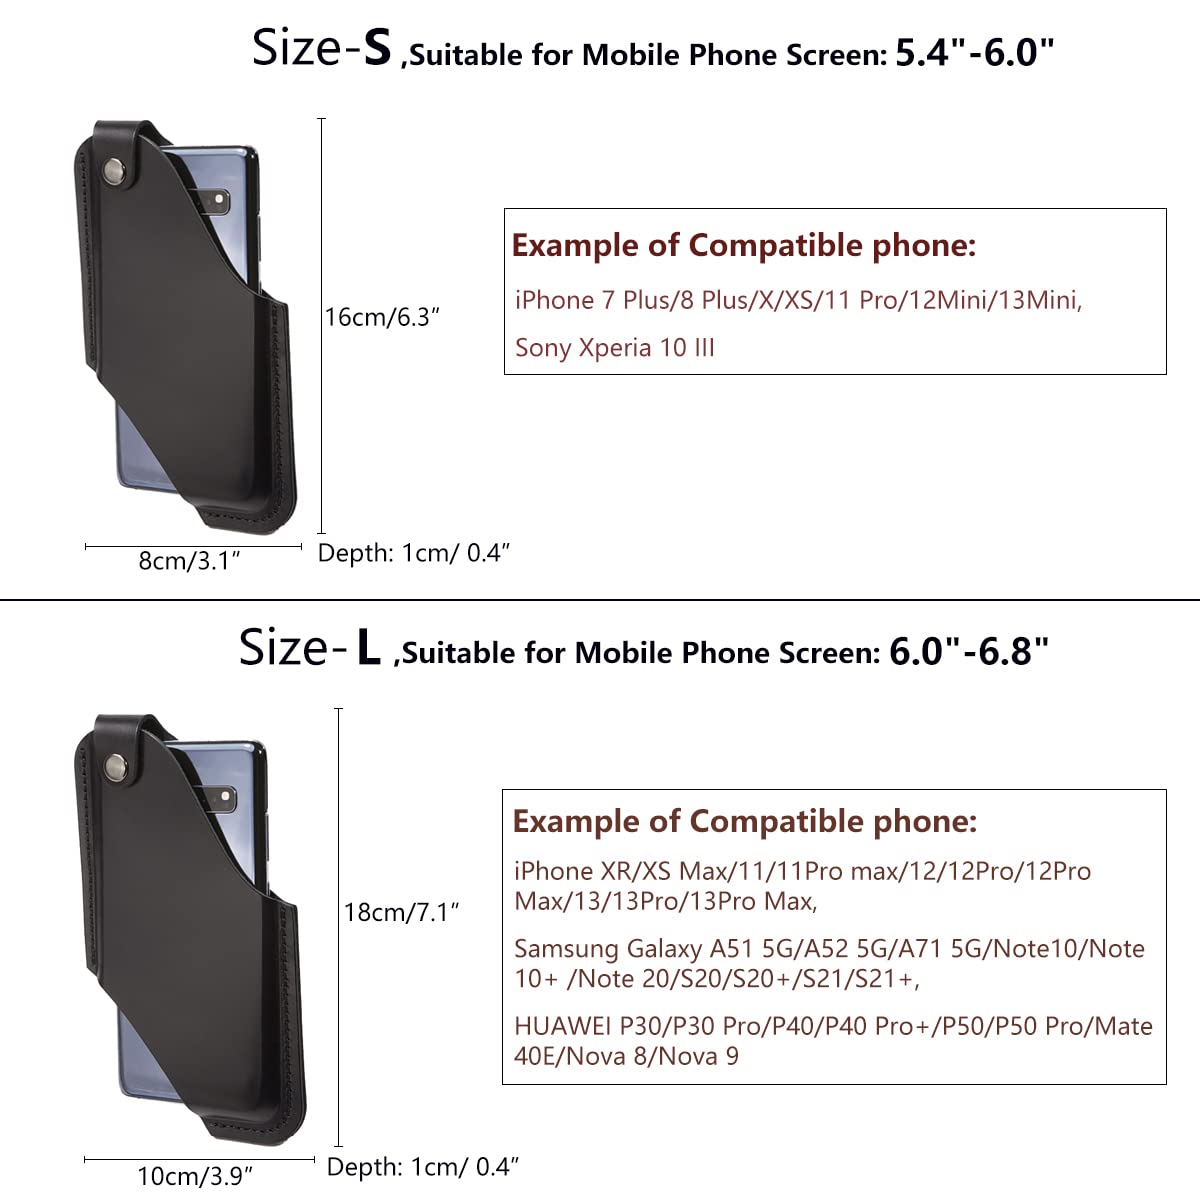 Size-S ,Suitable for Mobile Phone Screen: 5.4"-6.0"
16cm/6.3”
Example of Compatible phone:
iPhone 7 Plus/8 Plus/X/XS/11 Pro/12Mini/13Mini,
Sony Xperia 10 III
8cm/3.1”
Depth: 1cm/ 0.4”
Size- L ,Suitable for Mobile Phone Screen: 6.0"-6.8"
18cm/7.1”
Example of Compatible phone:
iPhone XR/XS Max/11/11Pro max/12/12Pro/12Pro
Max/13/13Pro/13Pro Max,
Samsung Galaxy A51 5G/A52 5G/A71 5G/Note10/Note
10+ /Note 20/S20/S20+/S21/S21+,
HUAWEI P30/P30 Pro/P40/P40 Pro+/P50/P50 Pro/Mate
40E/Nova 8/Nova 9
10cm/3.9”
Depth: 1cm/ 0.4”